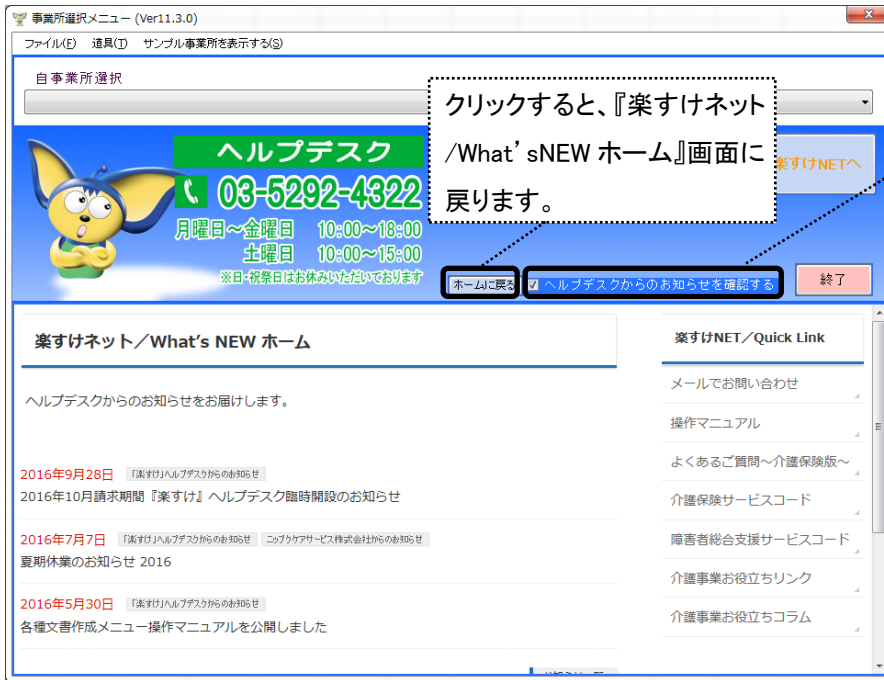 事業所選択メニュー (Ver11.3.0)
ファイル(F) 道具(T) サンプル事業所を表示する(S)
自事業所選択
クリックすると、『楽すけネット
/What’sNEW ホーム』画面に
戻ります。
ヘルプデスク
03-5292-4322
月曜日～金曜日 10:00～18:00
土曜日 10:00～15:00
※日・祝祭日はお休みいただいております
楽すけNETへ
ホームに戻る
ヘルプデスクからのお知らせを確認する
終了
楽すけネット／What's NEW ホーム
ヘルプデスクからのお知らせをお届けします。
2016年9月28日 「楽すけ」ヘルプデスクからのお知らせ
2016年10月請求期間『楽すけ』ヘルプデスク臨時開設のお知らせ
2016年7月7日 「楽すけ」ヘルプデスクからのお知らせ ニップクケアサービス株式会社からのお知らせ
夏期休業のお知らせ 2016
2016年5月30日 「楽すけ」ヘルプデスクからのお知らせ
各種文書作成メニュー操作マニュアルを公開しました
楽すけNET／Quick Link
メールでお問い合わせ
操作マニュアル
よくあるご質問～介護保険版～
介護保険サービスコード
障害者総合支援サービスコード
介護事業お役立ちリンク
介護事業お役立ちコラム